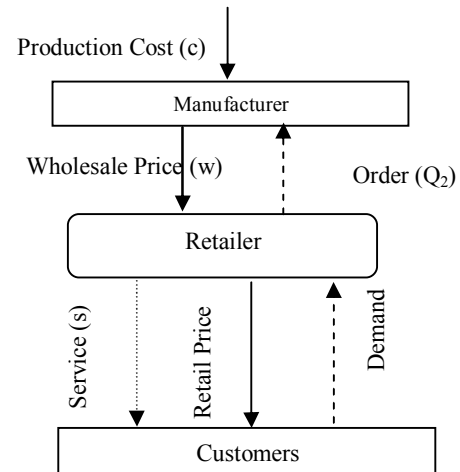 Production Cost (c)
Manufacturer
Wholesale Price (w)
Order (Q₂)
Retailer
Service (s)
Retail Price
Demand
Customers